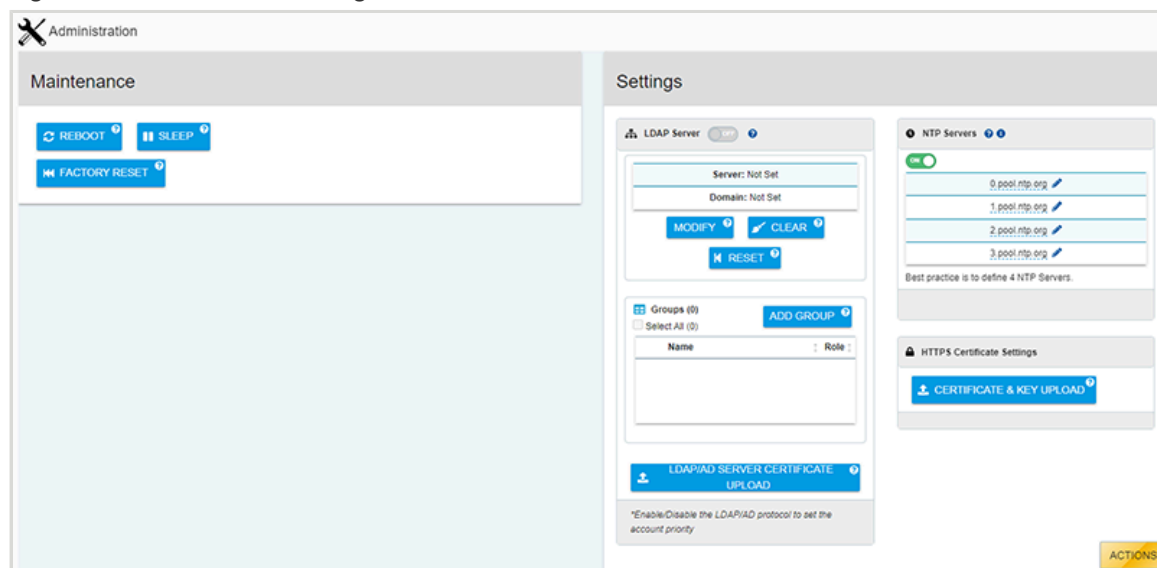 Administration
Maintenance
REBOOT ?
SLEEP ?
FACTORY RESET ?
Settings
LDAP Server OFF ?
Server: Not Set
Domain: Not Set
MODIFY ?
CLEAR ?
RESET ?
Groups (0)
Select All (0)
ADD GROUP ?
Name Role
LDAP/AD SERVER CERTIFICATE ?
UPLOAD
*Enable/Disable the LDAP/AD protocol to set the
account priority
NTP Servers ?
ON
0.pool.ntp.org
1.pool.ntp.org
2.pool.ntp.org
3.pool.ntp.org
Best practice is to define 4 NTP Servers.
HTTPS Certificate Settings
CERTIFICATE & KEY UPLOAD ?
ACTIONS